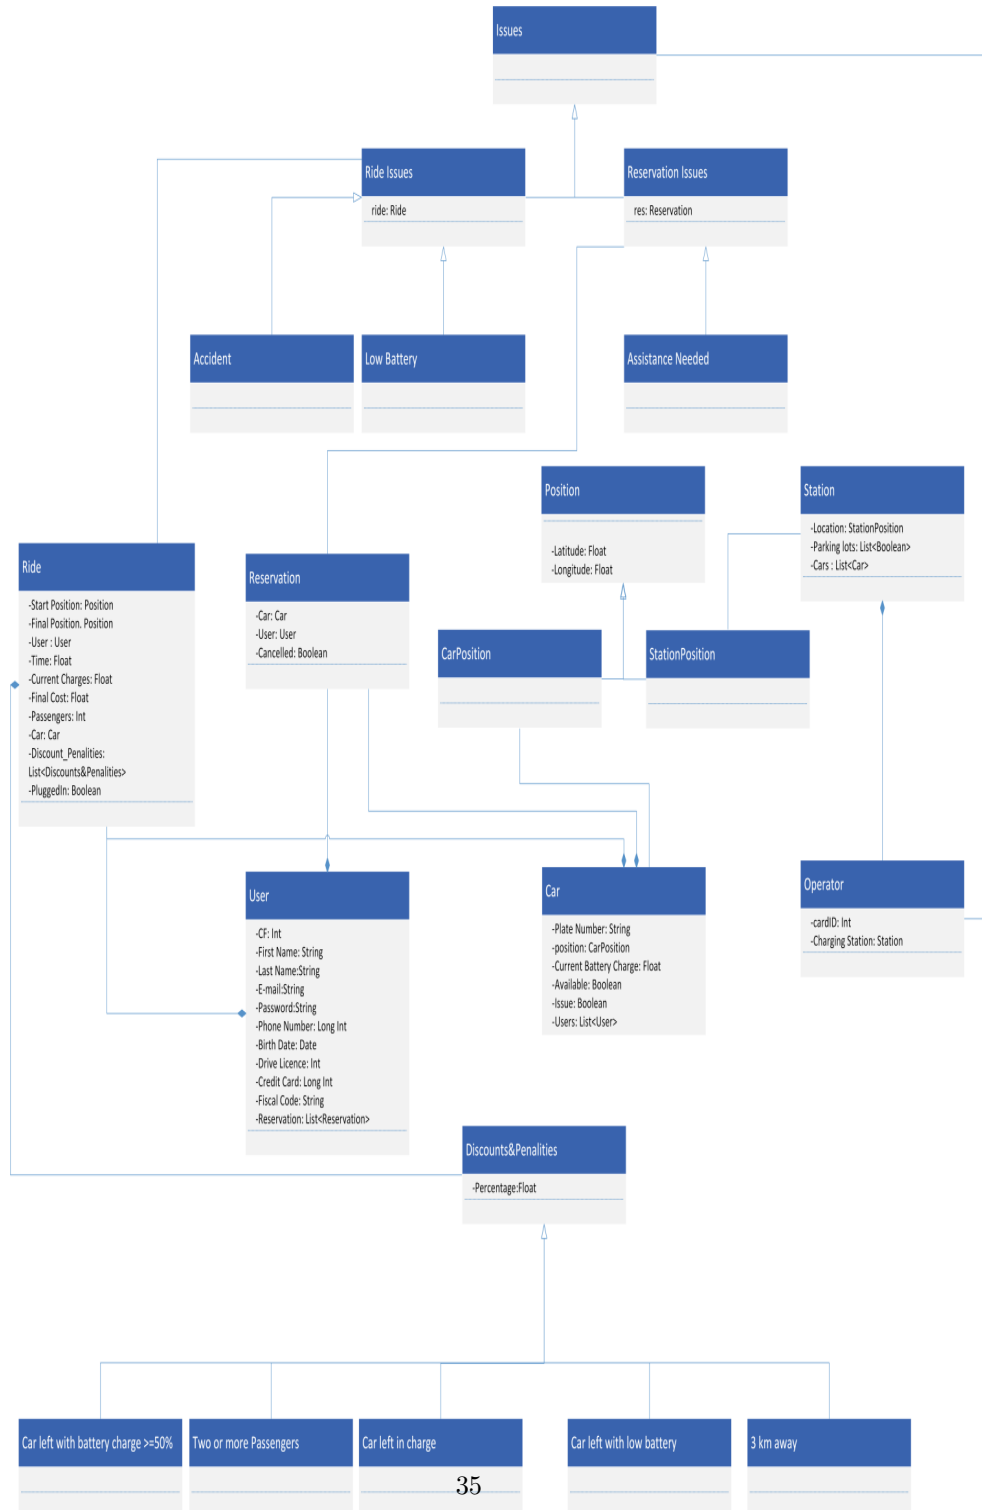 Issues
Ride Issues
ride: Ride
Reservation Issues
res: Reservation
Accident
Low Battery
Assistance Needed
Position
-Latitude: Float
-Longitude: Float
Station
-Location: StationPosition
-Parking lots: List<Boolean>
-Cars : List<Car>
Ride
-Start Position: Position
-Final Position. Position
-User : User
-Time: Float
-Current Charges: Float
-Final Cost: Float
-Passengers: Int
-Car: Car
-Discount_Penalities:
List<Discounts&Penalities>
-PluggedIn: Boolean
Reservation
-Car: Car
-User: User
-Cancelled: Boolean
CarPosition
StationPosition
User
-CF: Int
-First Name: String
-Last Name:String
-E-mail:String
-Password:String
-Phone Number: Long Int
-Birth Date: Date
-Drive Licence: Int
-Credit Card: Long Int
-Fiscal Code: String
-Reservation: List<Reservation>
Car
-Plate Number: String
-position: CarPosition
-Current Battery Charge: Float
-Available: Boolean
-Issue: Boolean
-Users: List<User>
Operator
-cardID: Int
-Charging Station: Station
Discounts&Penalities
-Percentage:Float
Car left with battery charge >=50%
Two or more Passengers
Car left in charge
Car left with low battery
3 km away
35